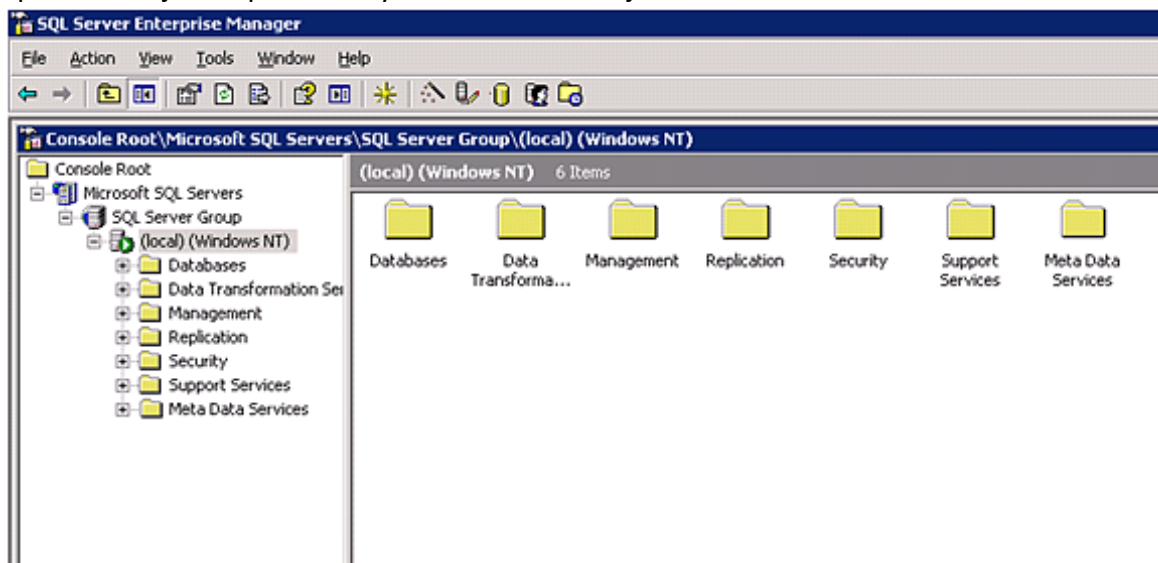 SQL Server Enterprise Manager
File Action View Tools Window Help
Console Root\Microsoft SQL Servers\SQL Server Group\(local) (Windows NT)
Console Root
Microsoft SQL Servers
SQL Server Group
(local) (Windows NT)
Databases
Data Transformation Ser
Management
Replication
Security
Support Services
Meta Data Services
(local) (Windows NT) 6 Items
Databases
Data
Transforma...
Management
Replication
Security
Support
Services
Meta Data
Services